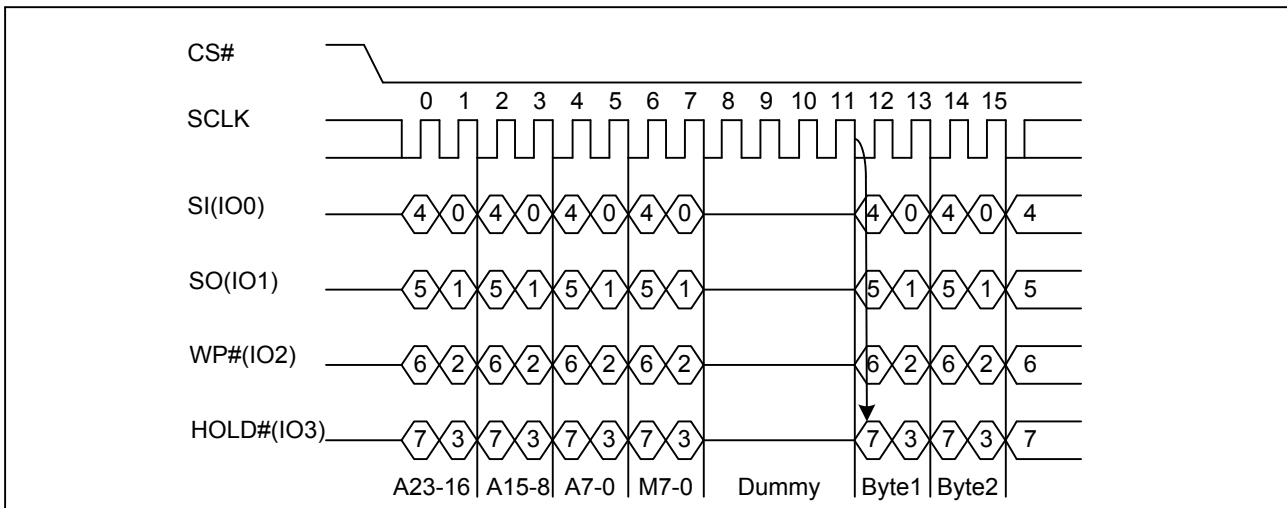 CS#
0 1 2 3 4 5 6 7 8 9 10 11 12 13 14 15
SCLK
SI(IO0) 4 0 4 0 4 0 4 0 4 0 4 0 4
SO(IO1) 5 1 5 1 5 1 5 1 5 1 5 1 5
WP#(IO2) 6 2 6 2 6 2 6 2 6 2 6 2 6
HOLD#(IO3) 7 3 7 3 7 3 7 3 7 3 7 3 7
A23-16 A15-8 A7-0 M7-0 Dummy Byte1 Byte2